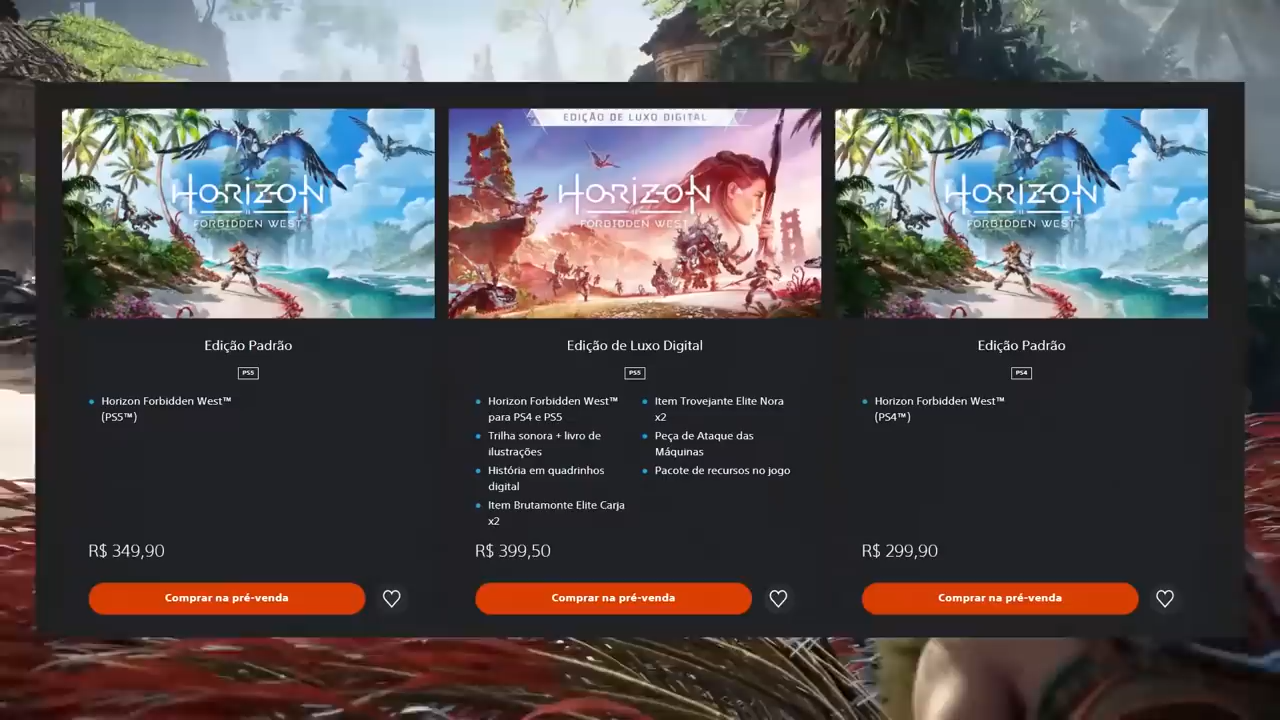 HORIZON
FORBIDDEN WEST
EDIÇÃO DE LUXO DIGITAL
HORIZON
FORBIDDEN WEST
HORIZON
FORBIDDEN WEST
Edição Padrão
PS5
Horizon Forbidden West™
(PS5™)
R$ 349,90
Comprar na pré-venda
Edição de Luxo Digital
PS5
Horizon Forbidden West™
para PS4 e PS5
Trilha sonora + livro de
ilustrações
História em quadrinhos
digital
Item Brutamonte Elite Carja
x2
Item Trovejante Elite Nora
x2
Peça de Ataque das
Máquinas
Pacote de recursos no jogo
R$ 399,50
Comprar na pré-venda
Edição Padrão
PS4
Horizon Forbidden West™
(PS4™)
R$ 299,90
Comprar na pré-venda